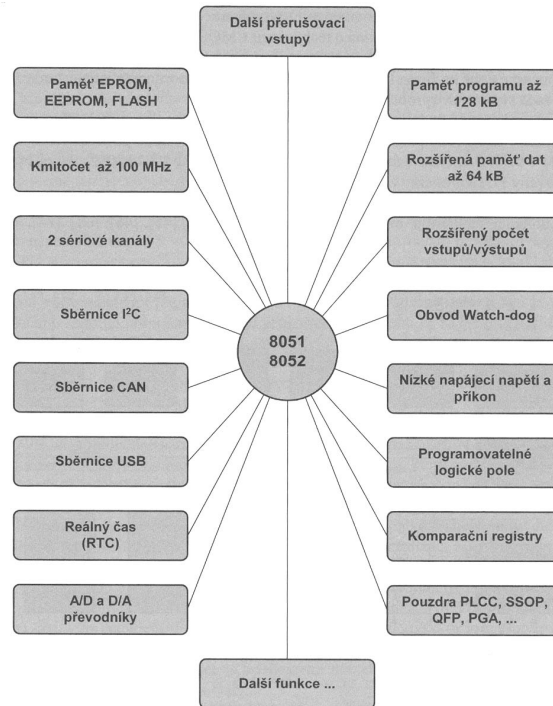 Další přerušovací
vstupy
Paměť EPROM,
EEPROM, FLASH
Kmitočet až 100 MHz
2 sériové kanály
Sběrnice I²C
Sběrnice CAN
Sběrnice USB
Reálný čas
(RTC)
A/D a D/A
převodníky
8051
8052
Paměť programu až
128 kB
Rozšířená paměť dat
až 64 kB
Rozšířený počet
vstupů/výstupů
Obvod Watch-dog
Nízké napájecí napětí a
příkon
Programovatelné
logické pole
Komparační registry
Pouzdra PLCC, SSOP,
QFP, PGA, ...
Další funkce ...